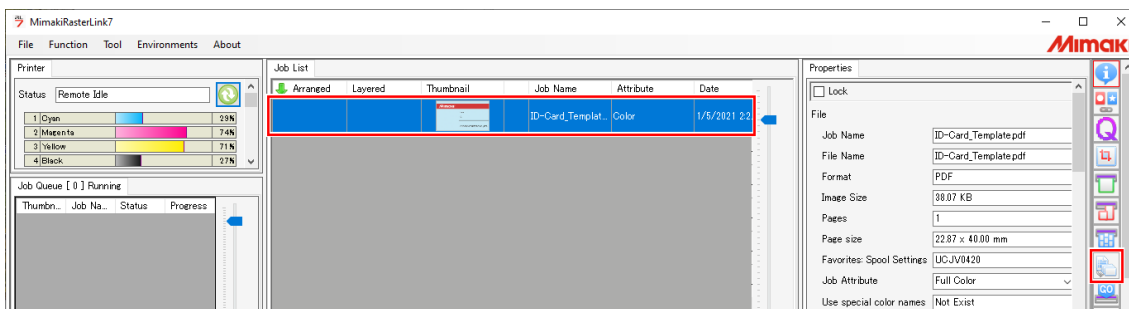 MimakiRasterLink7
File Function Tool Environments About
Mimaki
Printer
Status Remote Idle
1 Cyan 29%
2 Magenta 74%
3 Yellow 71%
4 Black 27%
Job Queue [ 0 ] Running
Thumbn... Job Na... Status Progress
Job List
Arranged Layered Thumbnail Job Name Attribute Date
ID-Card_Templat... Color 1/5/2021 2:2
Properties
Lock
File
Job Name ID-Card_Template.pdf
File Name ID-Card_Template.pdf
Format PDF
Image Size 38.07 KB
Pages 1
Page size 22.87 x 40.00 mm
Favorites: Spool Settings UCJV0420
Job Attribute Full Color
Use special color names Not Exist
GO